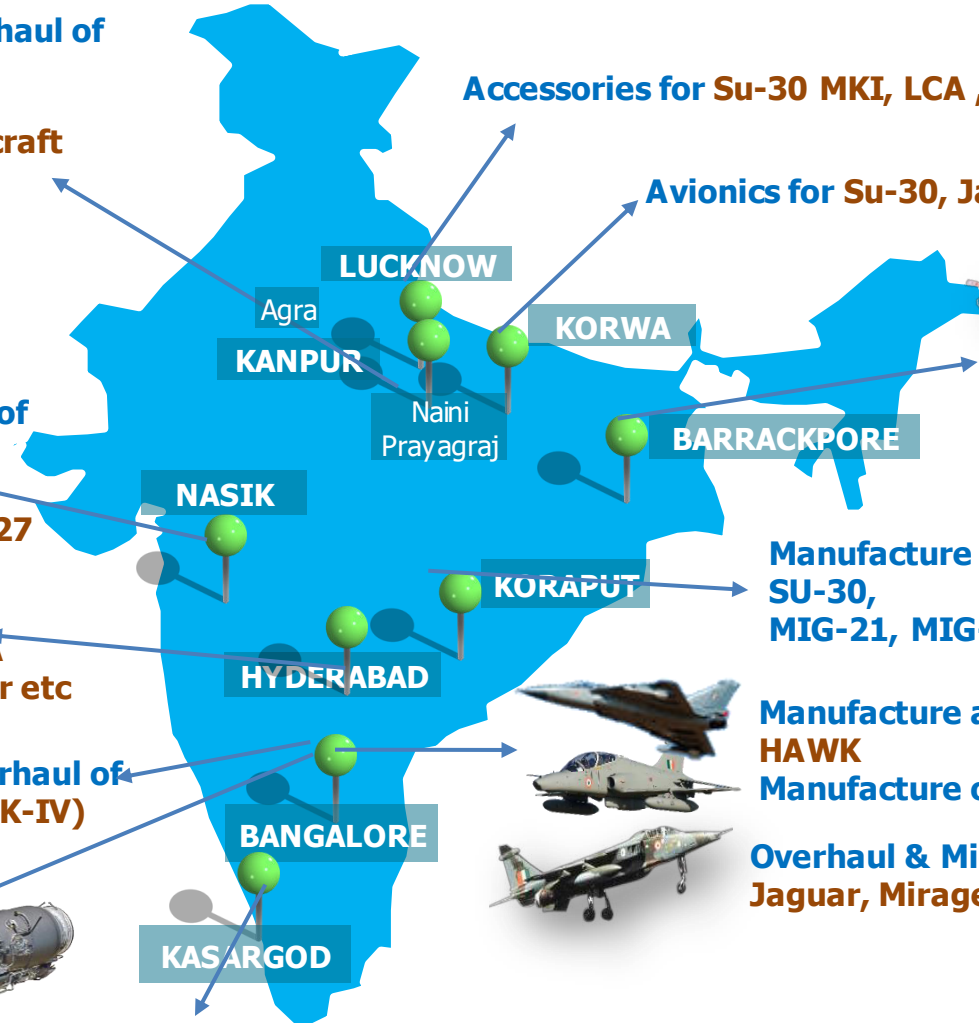 haul of
Accessories for Su-30 MKI, LCA ,
craft
Avionics for Su-30, Ja
LUCKNOW
Agra
KORWA
KANPUR
of
Naini
Prayagraj
BARRACKPORE
NASIK
27
Manufacture
KORAPUT
SU-30,
MIG-21, MIG-
HYDERABAD
r etc
Manufacture a
HAWK
rhaul of
Manufacture o
K-IV)
BANGALORE
Overhaul & Mi
Jaguar, Mirage
KASARGOD